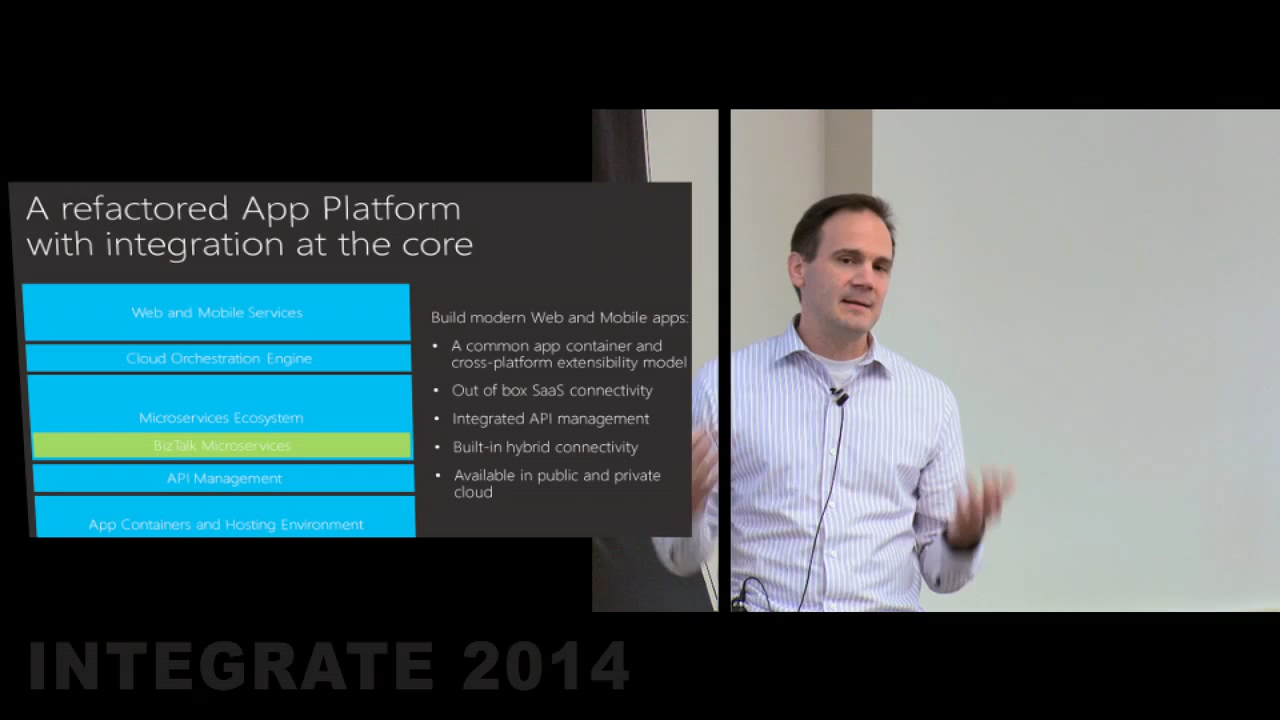 A refactored App Platform
with integration at the core
Web and Mobile Services
Cloud Orchestration Engine
Microservices Ecosystem
BizTalk Microservices
API Management
App Containers and Hosting Environment
Build modern Web and Mobile apps:
• A common app container and
cross-platform extensibility model
• Out of box SaaS connectivity
• Integrated API management
• Built-in hybrid connectivity
• Available in public and private
cloud
INTEGRATE 2014